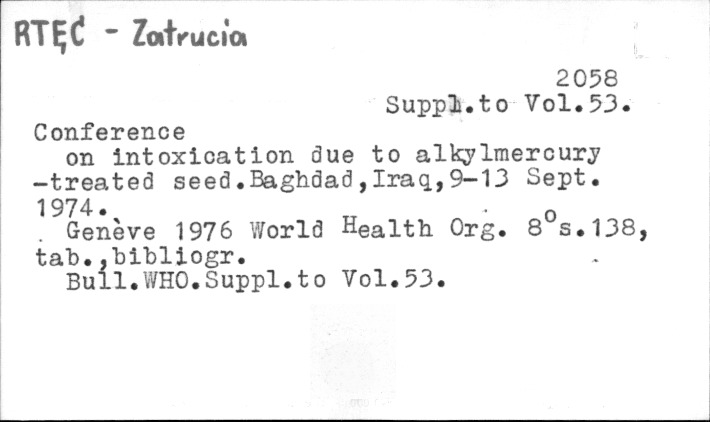 RTĘĆ - Zatrucia
2058
Suppl.to Vol.53.
Conference
on intoxication due to alkylmercury
-treated seed.Baghdad,Iraq,9-13 Sept.
1974.
Genève 1976 World Health Org. 8°s.138,
tab.,bibliogr.
Bull.WHO.Suppl.to Vol.53.